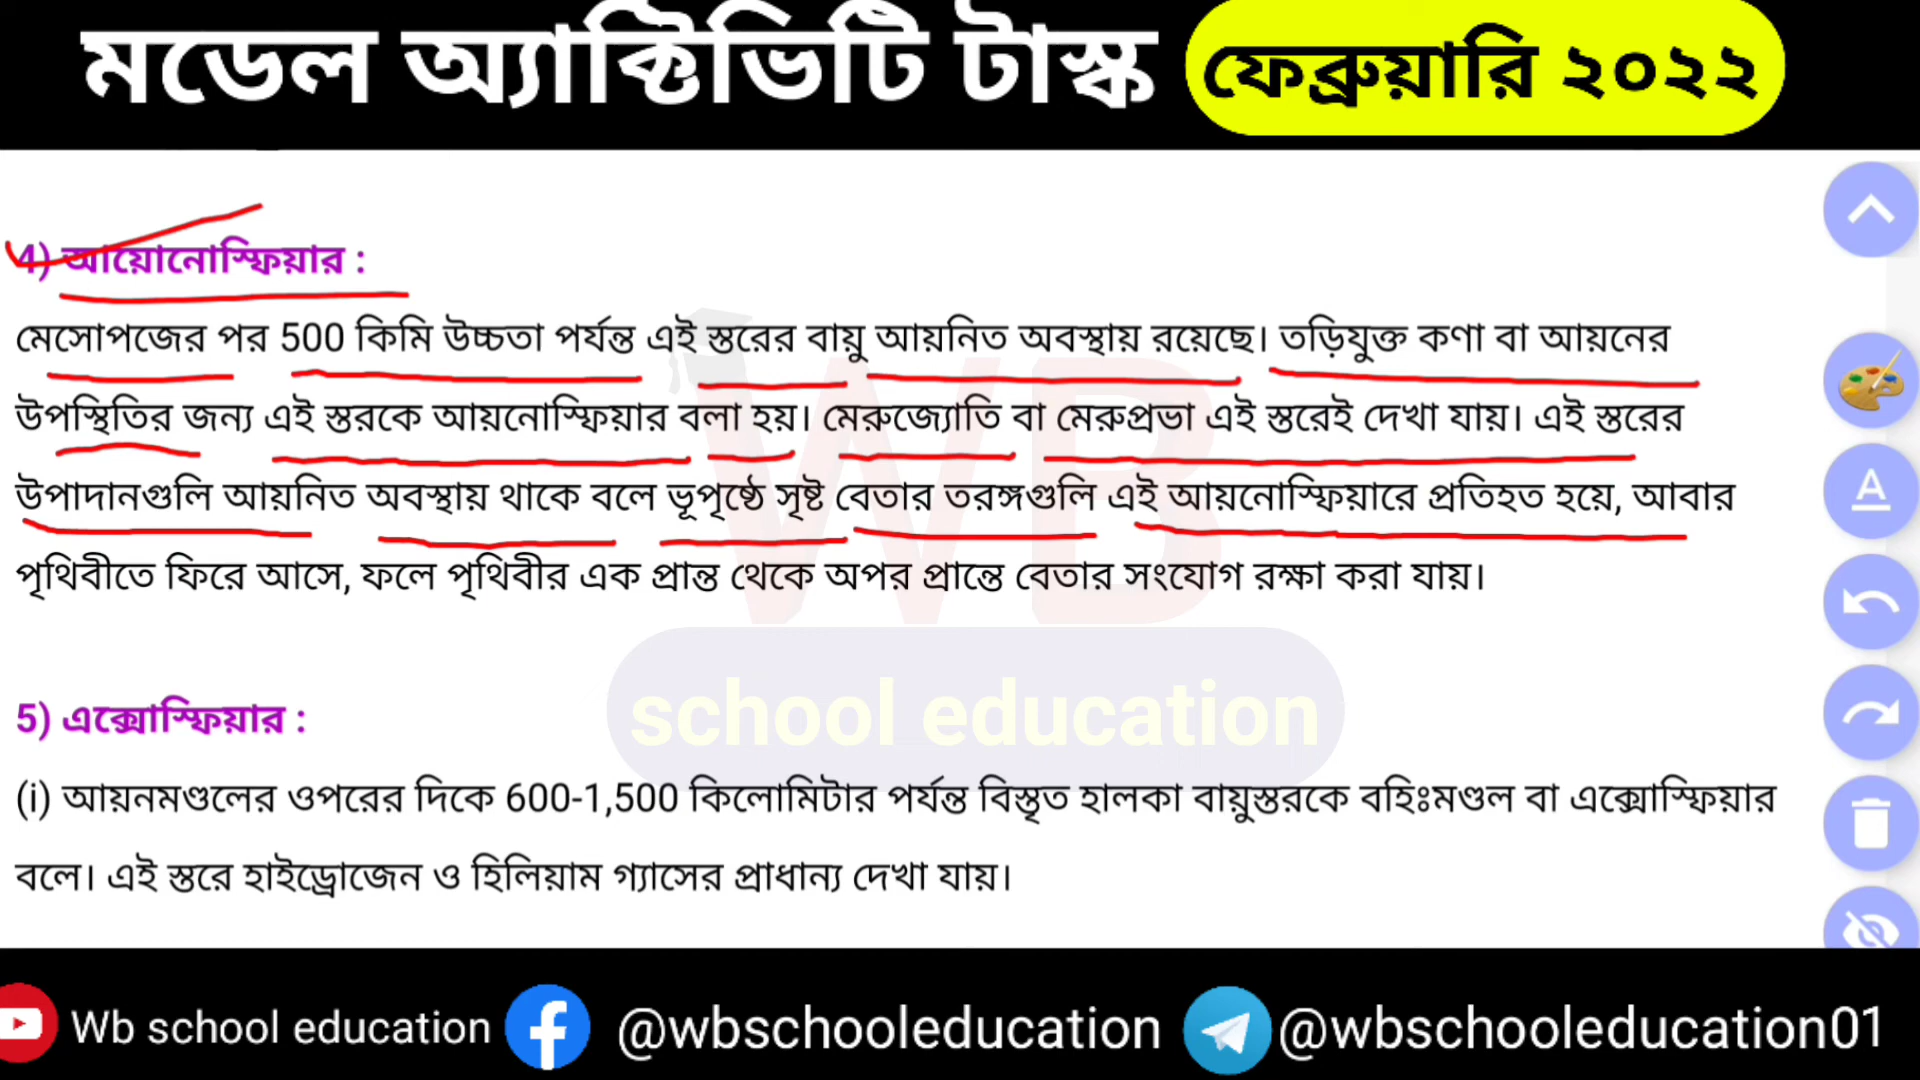 মডেল অ্যাক্টিভিটি টাস্ক ফেব্রুয়ারি ২০২২
4) আয়োনোস্ফিয়ার :
মেসোপজের পর 500 কিমি উচ্চতা পর্যন্ত এই স্তরের বায়ু আয়নিত অবস্থায় রয়েছে। তড়িযুক্ত কণা বা আয়নের
উপস্থিতির জন্য এই স্তরকে আয়নোস্ফিয়ার বলা হয়। মেরুজ্যোতি বা মেরুপ্রভা এই স্তরেই দেখা যায়। এই স্তরের
উপাদানগুলি আয়নিত অবস্থায় থাকে বলে ভূপৃষ্ঠে সৃষ্ট বেতার তরঙ্গগুলি এই আয়নোস্ফিয়ারে প্রতিহত হয়ে, আবার
পৃথিবীতে ফিরে আসে, ফলে পৃথিবীর এক প্রান্ত থেকে অপর প্রান্তে বেতার সংযোগ রক্ষা করা যায়।
WB
school education
5) এক্সোস্ফিয়ার :
(i) আয়নমণ্ডলের ওপরের দিকে 600-1,500 কিলোমিটার পর্যন্ত বিস্তৃত হালকা বায়ুস্তরকে বহিঃমণ্ডল বা এক্সোস্ফিয়ার
বলে। এই স্তরে হাইড্রোজেন ও হিলিয়াম গ্যাসের প্রাধান্য দেখা যায়।
A
Wb school education @wbschooleducation @wbschooleducation01